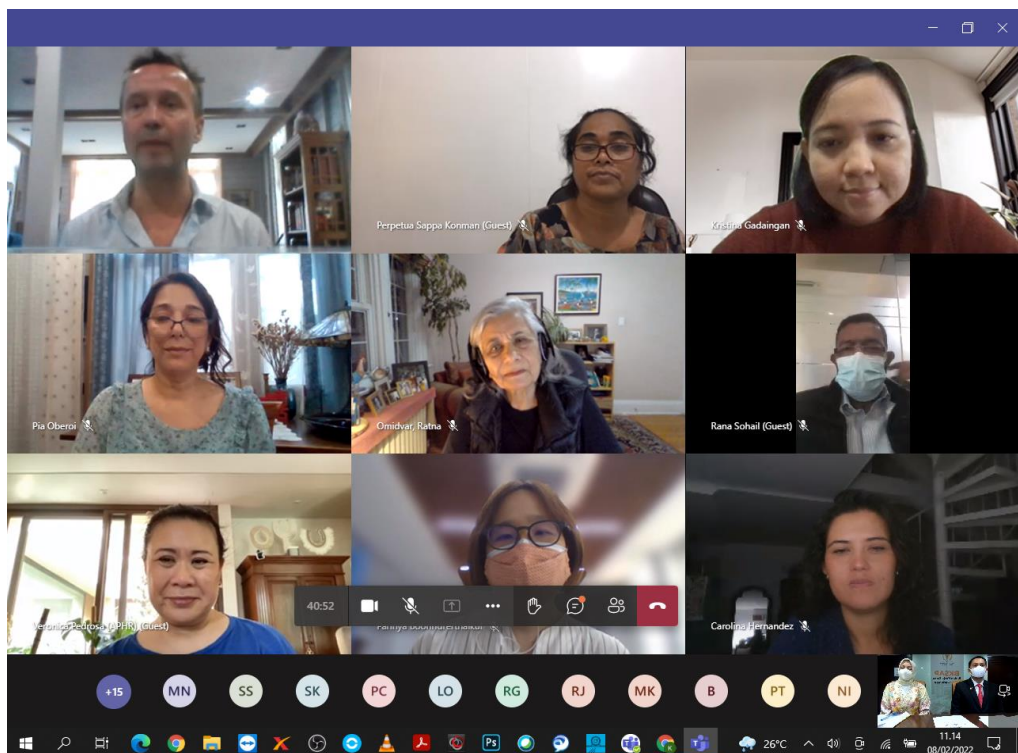 Perpetua Sappa Konman (Guest)
Kristina Gadaingan
Pia Oberoi
Omidvar, Ratna
Rana Sohail (Guest)
Veronica Pedrosa (APHR) (Guest)
Carolina Hernandez
40:52
+15
MN
SS
SK
PC
LO
RG
RJ
MK
B
PT
NI
BKSAP
Ps
26°C
11.14
08/02/2022